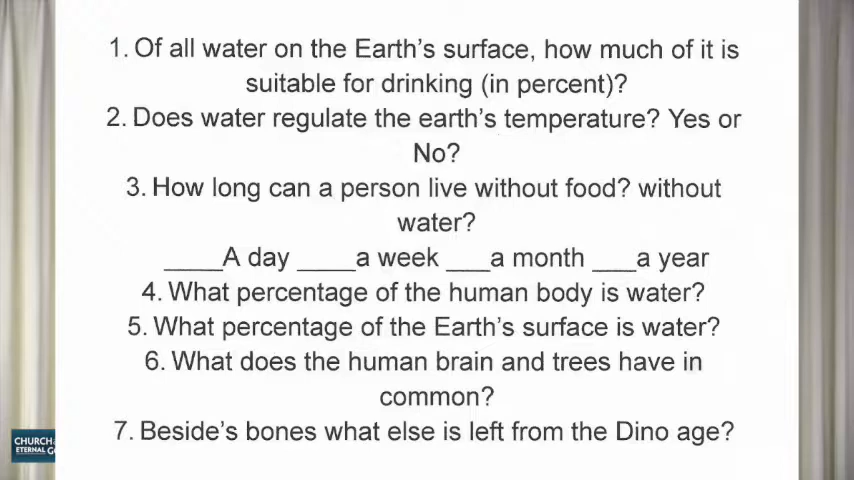 1. Of all water on the Earth's surface, how much of it is
suitable for drinking (in percent)?
2. Does water regulate the earth's temperature? Yes or
No?
3. How long can a person live without food? without
water?
____A day ____a week ___a month ___a year
4. What percentage of the human body is water?
5. What percentage of the Earth's surface is water?
6. What does the human brain and trees have in
common?
7. Beside's bones what else is left from the Dino age?
CHURCH
ETERNAL